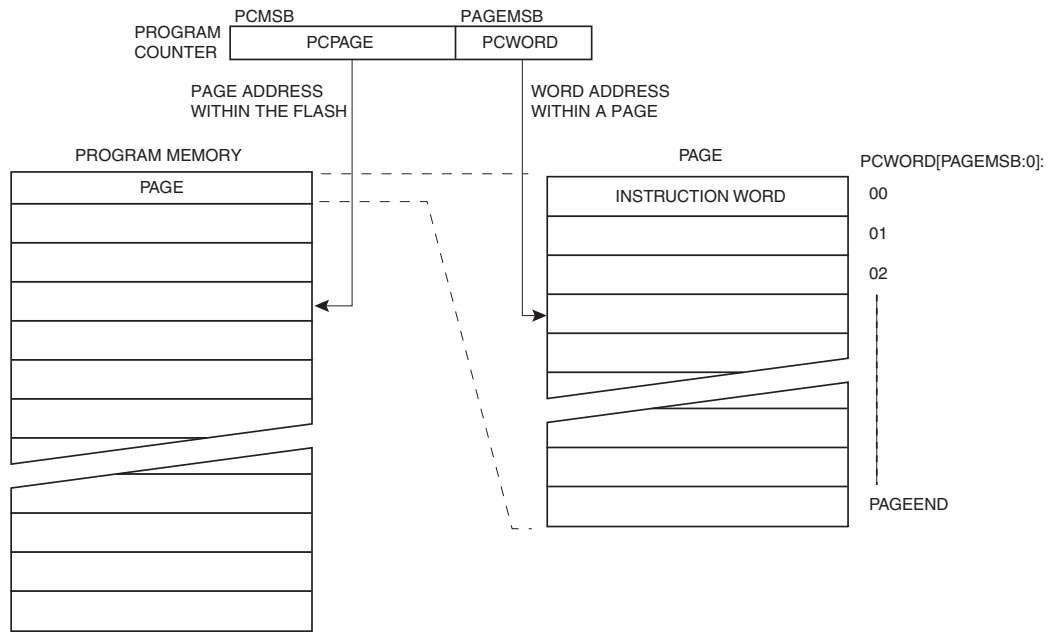 PCMSB PAGEMSB
PROGRAM
COUNTER
PCPAGE PCWORD
PAGE ADDRESS
WITHIN THE FLASH
WORD ADDRESS
WITHIN A PAGE
PROGRAM MEMORY
PAGE
PAGE
INSTRUCTION WORD
PCWORD[PAGEMSB:0]:
00
01
02
PAGEEND